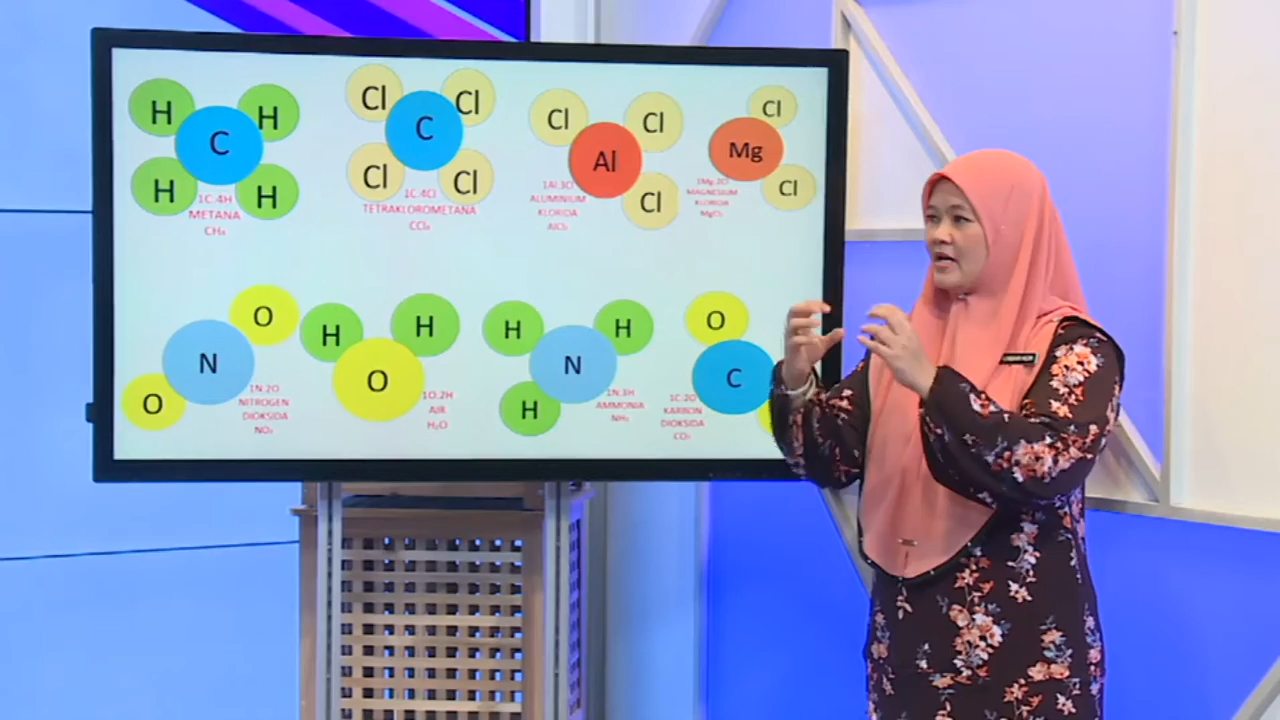 H H
C
H H
1C:4H
METANA
CH₄
Cl Cl
C
Cl Cl
1C:4Cl
TETRAKLOROMETANA
CCl₄
Cl Cl
Al
Cl
1Al:3Cl
ALUMINIUM
KLORIDA
AlCl₃
Cl
Mg
Cl
1Mg:2Cl
MAGNESIUM
KLORIDA
MgCl₂
O
N
O
1N:2O
NITROGEN
DIOKSIDA
NO₂
H H
O
1O:2H
AIR
H₂O
H H
N
H
1N:3H
AMMONIA
NH₃
O
C
1C:2O
KARBON
DIOKSIDA
CO₂